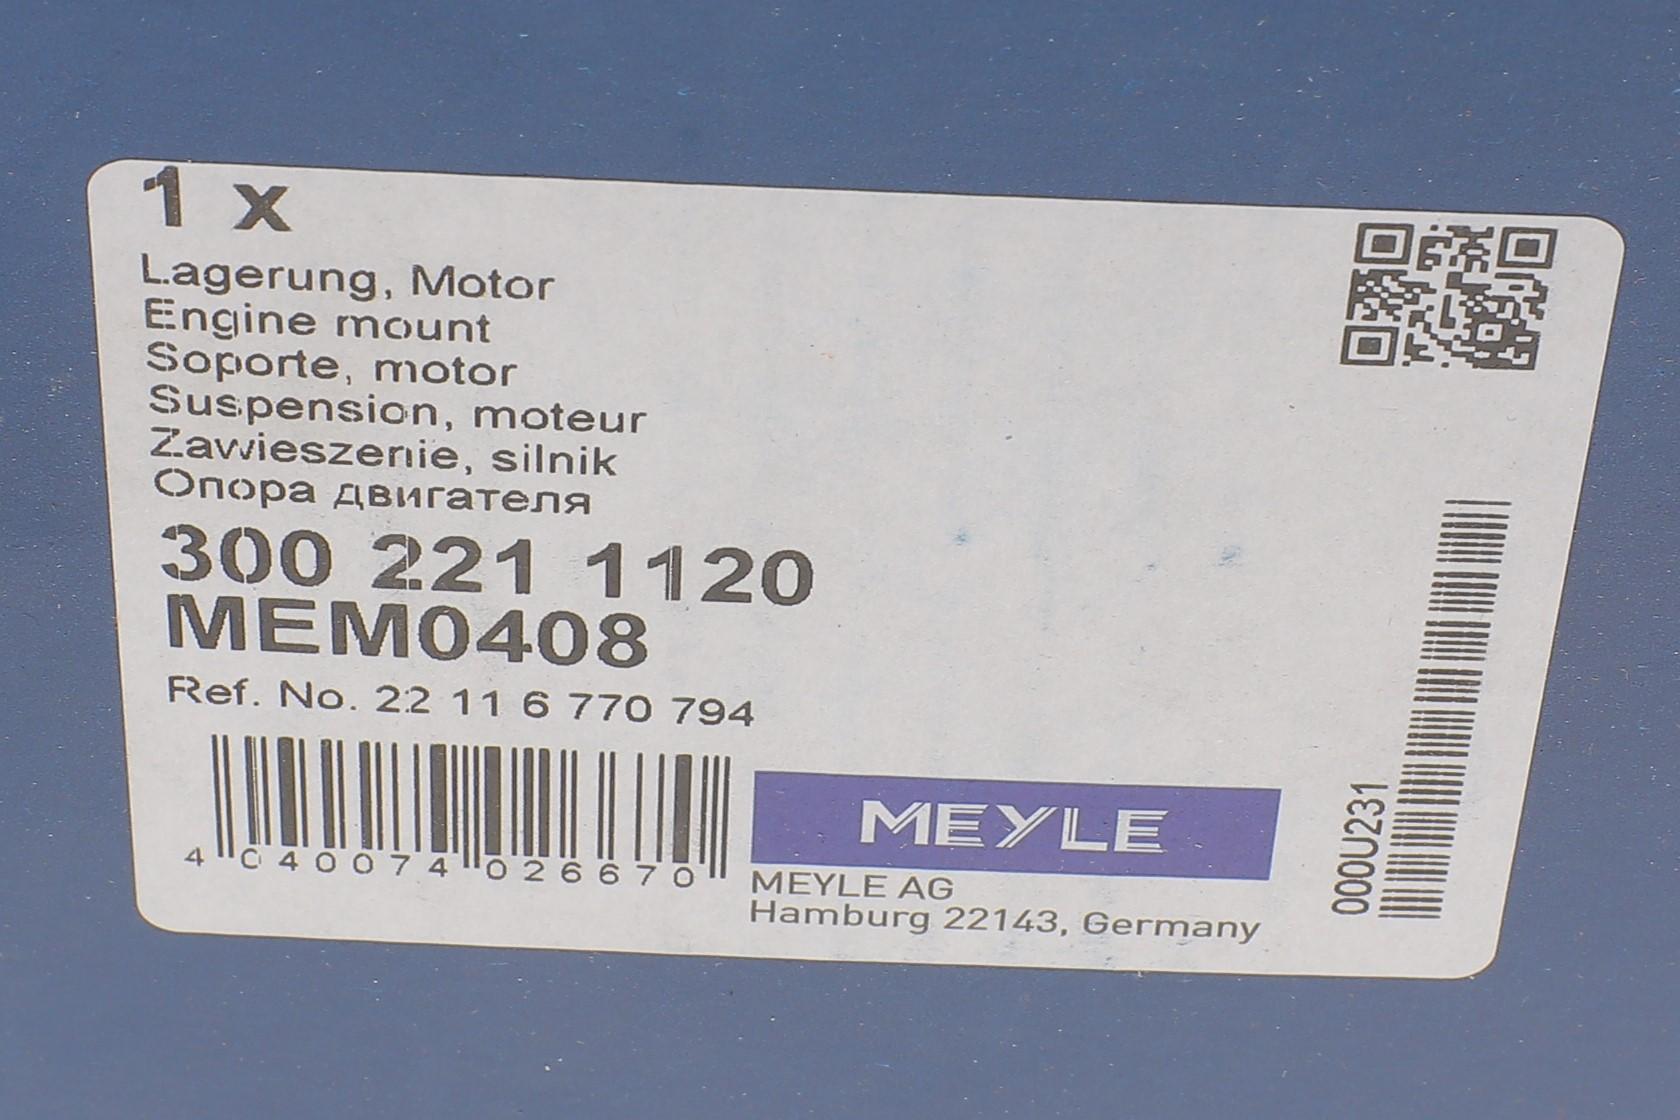 1 x
Lagerung, Motor
Engine mount
Soporte, motor
Suspension, moteur
Zawieszenie, silnik
Опора двигателя
300 221 1120
MEM0408
Ref. No. 22 11 6 770 794
4 040074 026670
MEYLE
MEYLE AG
Hamburg 22143, Germany
000U231